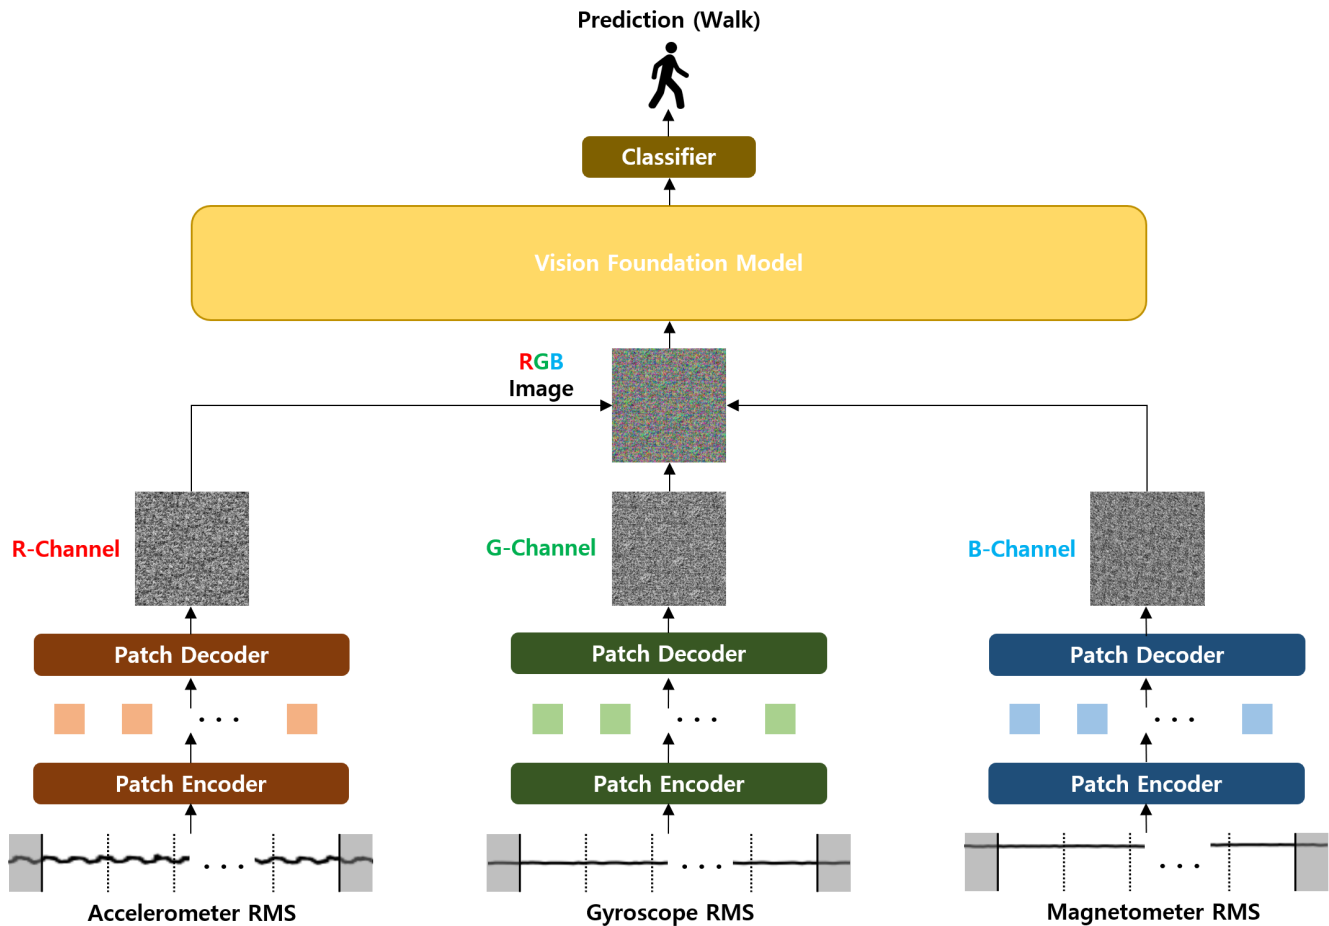 Prediction (Walk)
Classifier
Vision Foundation Model
RGB
Image
R-Channel
G-Channel
B-Channel
Patch Decoder
Patch Decoder
Patch Decoder
. . .
. . .
. . .
Patch Encoder
Patch Encoder
Patch Encoder
. . .
. . .
. . .
Accelerometer RMS
Gyroscope RMS
Magnetometer RMS